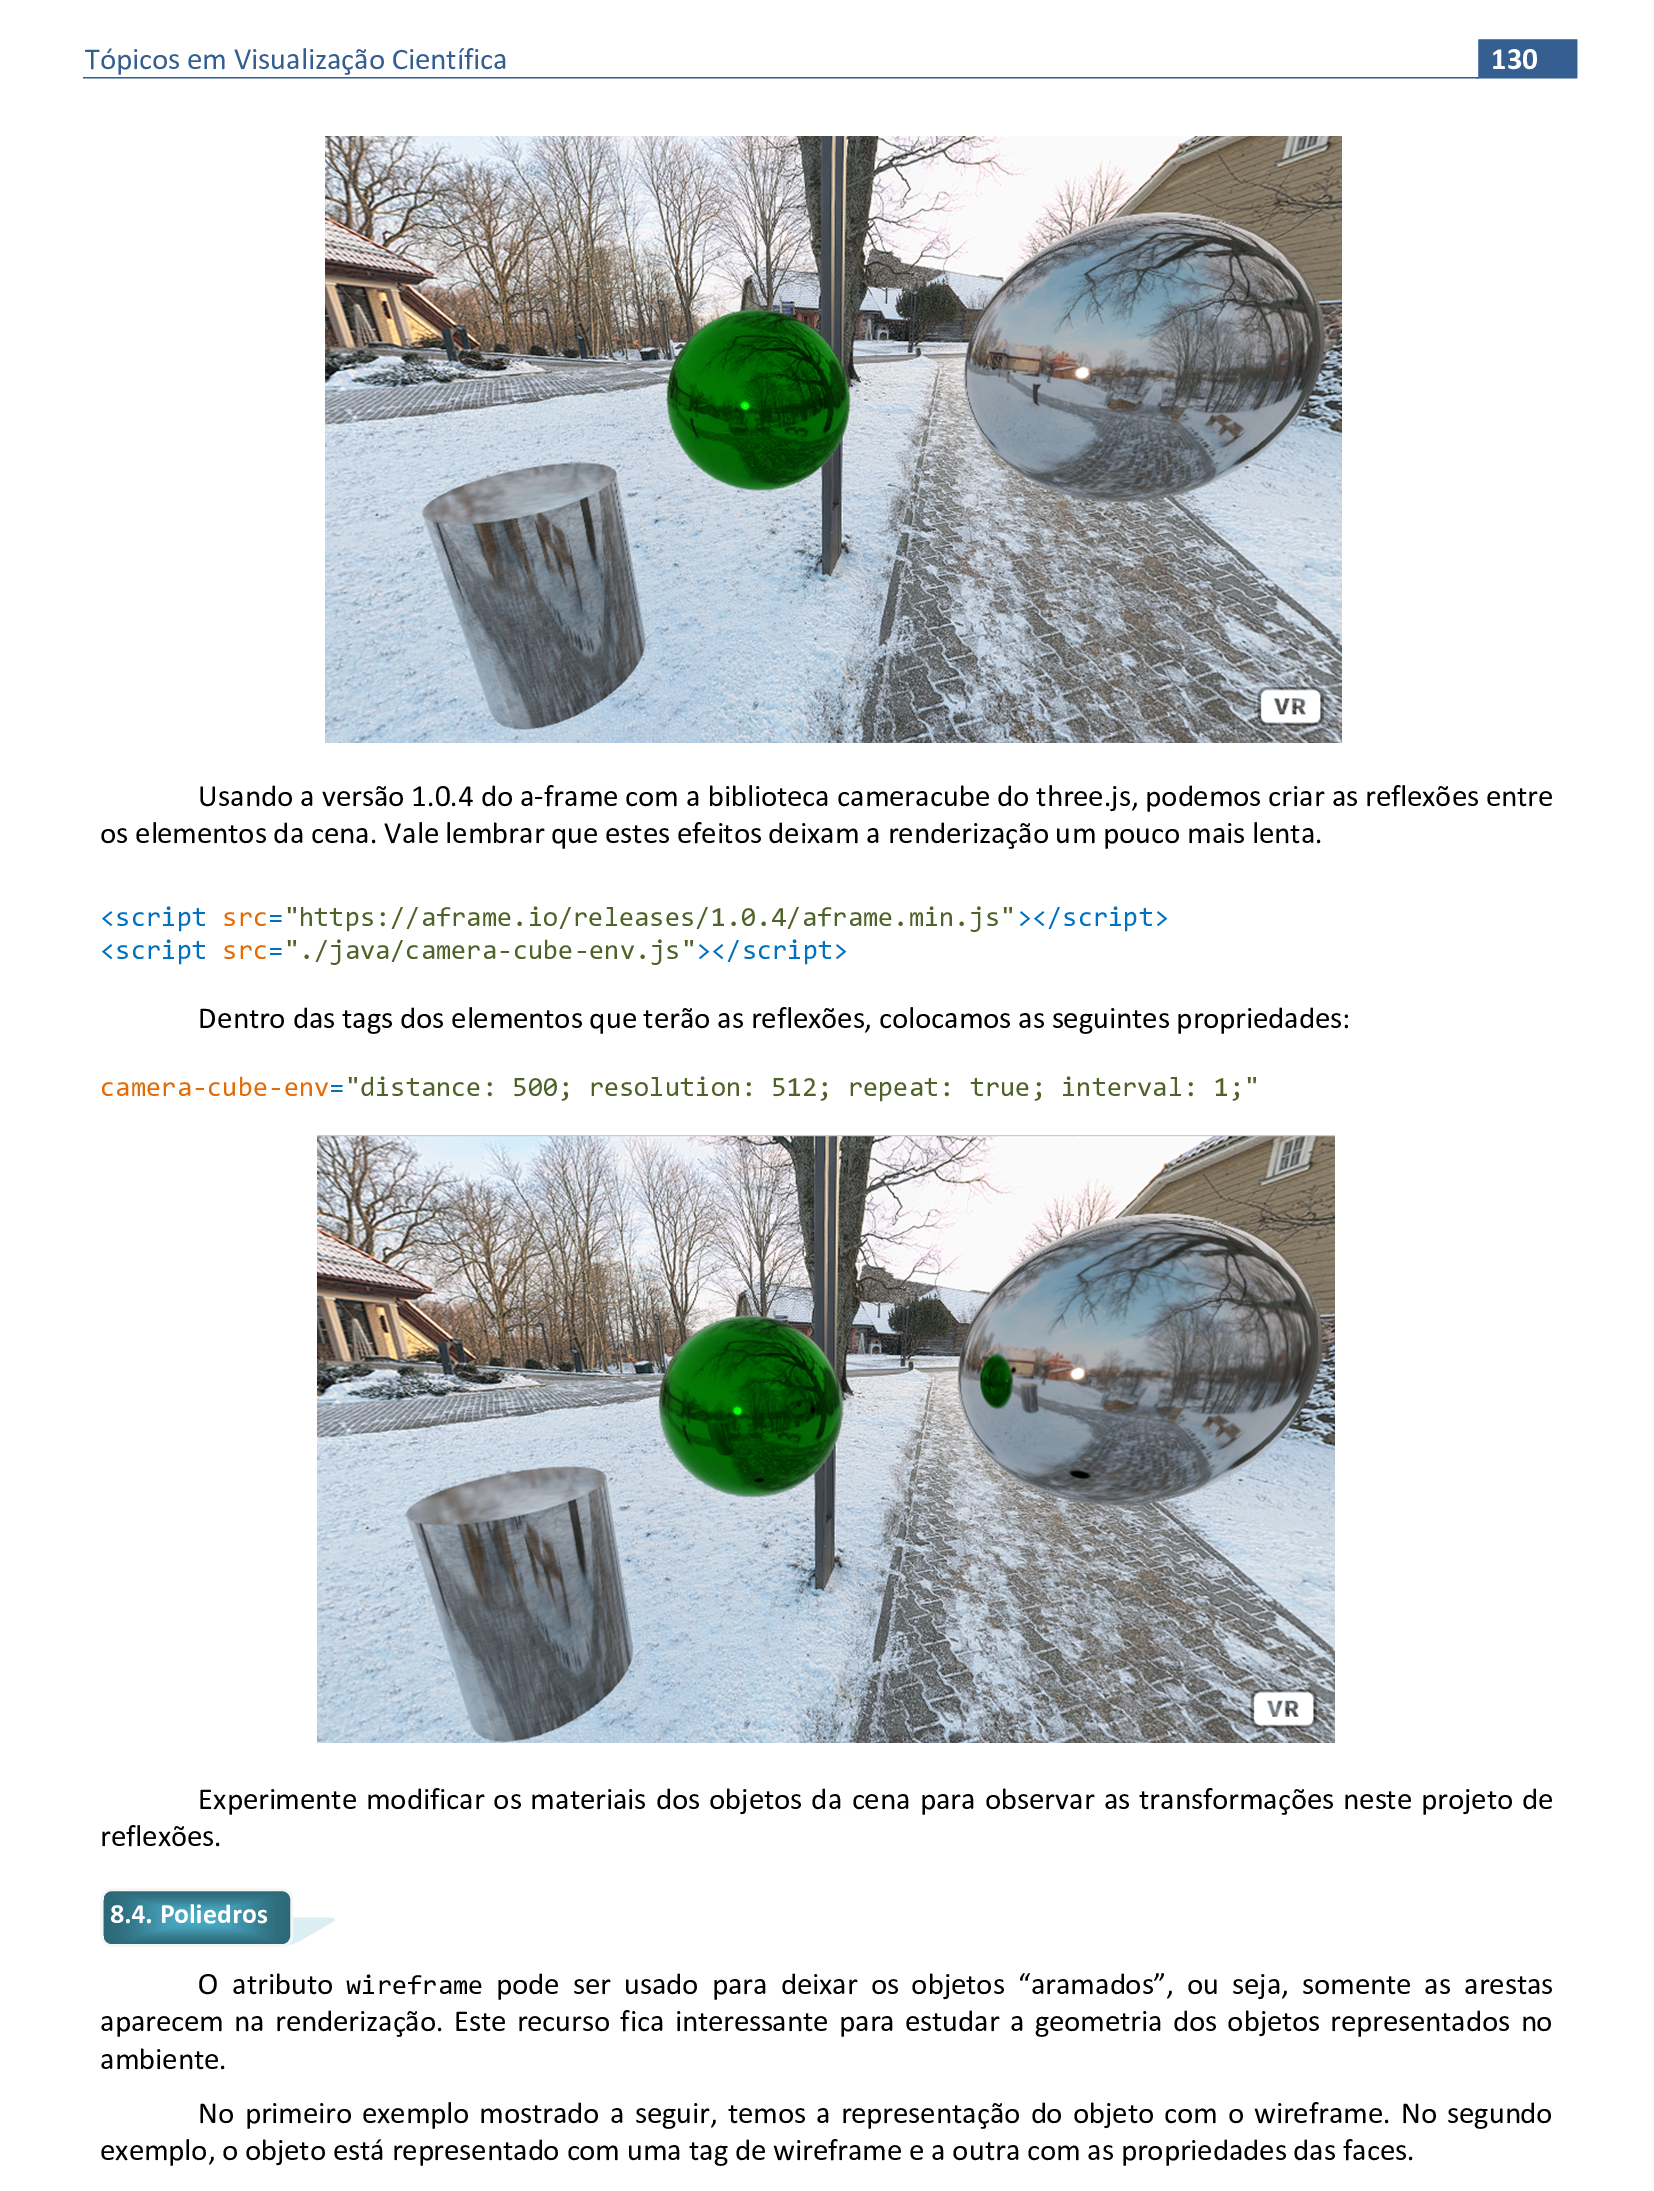 Tópicos em Visualização Científica 130
VR
Usando a versão 1.0.4 do a-frame com a biblioteca cameracube do three.js, podemos criar as reflexões entre
os elementos da cena. Vale lembrar que estes efeitos deixam a renderização um pouco mais lenta.
<script src="https://aframe.io/releases/1.0.4/aframe.min.js"></script>
<script src="./java/camera-cube-env.js"></script>
Dentro das tags dos elementos que terão as reflexões, colocamos as seguintes propriedades:
camera-cube-env="distance: 500; resolution: 512; repeat: true; interval: 1;"
VR
Experimente modificar os materiais dos objetos da cena para observar as transformações neste projeto de
reflexões.
8.4. Poliedros
O atributo wireframe pode ser usado para deixar os objetos “aramados”, ou seja, somente as arestas
aparecem na renderização. Este recurso fica interessante para estudar a geometria dos objetos representados no
ambiente.
No primeiro exemplo mostrado a seguir, temos a representação do objeto com o wireframe. No segundo
exemplo, o objeto está representado com uma tag de wireframe e a outra com as propriedades das faces.